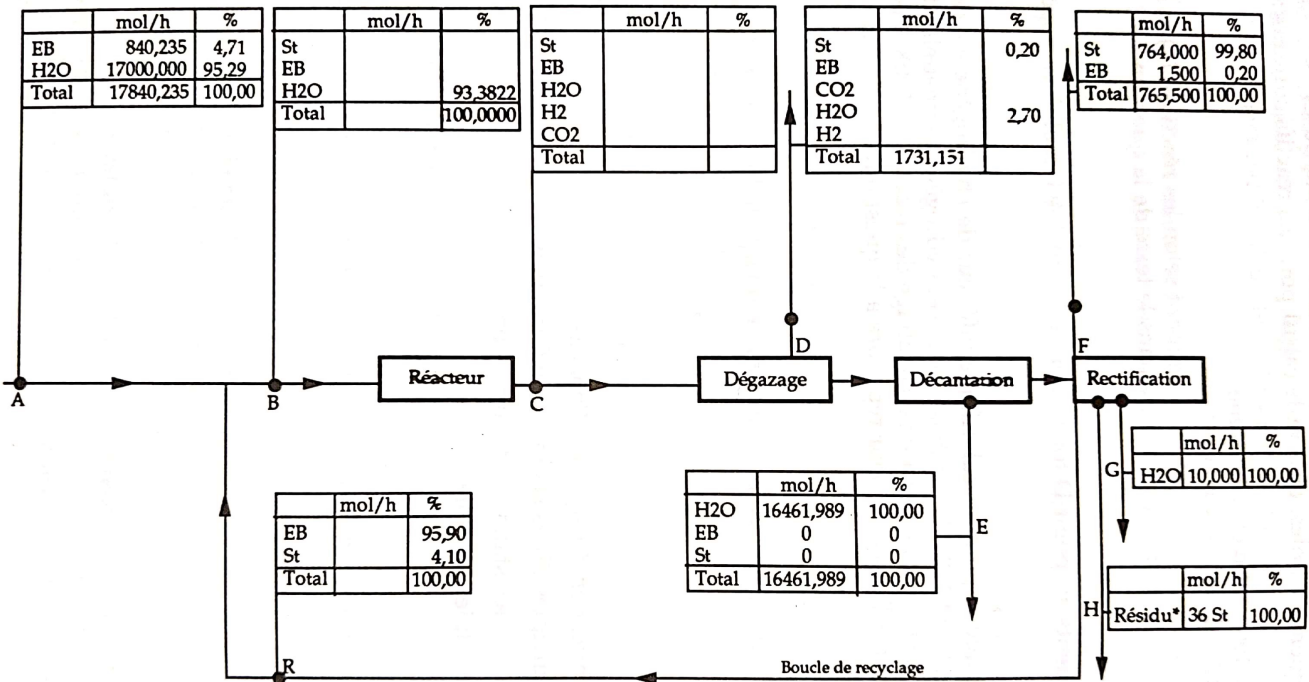 mol/h %
EB 840,235 4,71
H2O 17000,000 95,29
Total 17840,235 100,00
mol/h %
St
EB
H2O 93,3822
Total 100,0000
mol/h %
St
EB
H2O
H2
CO2
Total
mol/h %
St 0,20
EB
CO2
H2O 2,70
H2
Total 1731,151
mol/h %
St 764,000 99,80
EB 1,500 0,20
Total 765,500 100,00
A
B
Réacteur
C
Dégazage
D
Décantation
F
Rectification
mol/h %
EB 95,90
St 4,10
Total 100,00
R
mol/h %
H2O 16461,989 100,00
EB 0 0
St 0 0
Total 16461,989 100,00
E
mol/h %
H2O 10,000 100,00
G
mol/h %
Résidu* 36 St 100,00
H
Boucle de recyclage